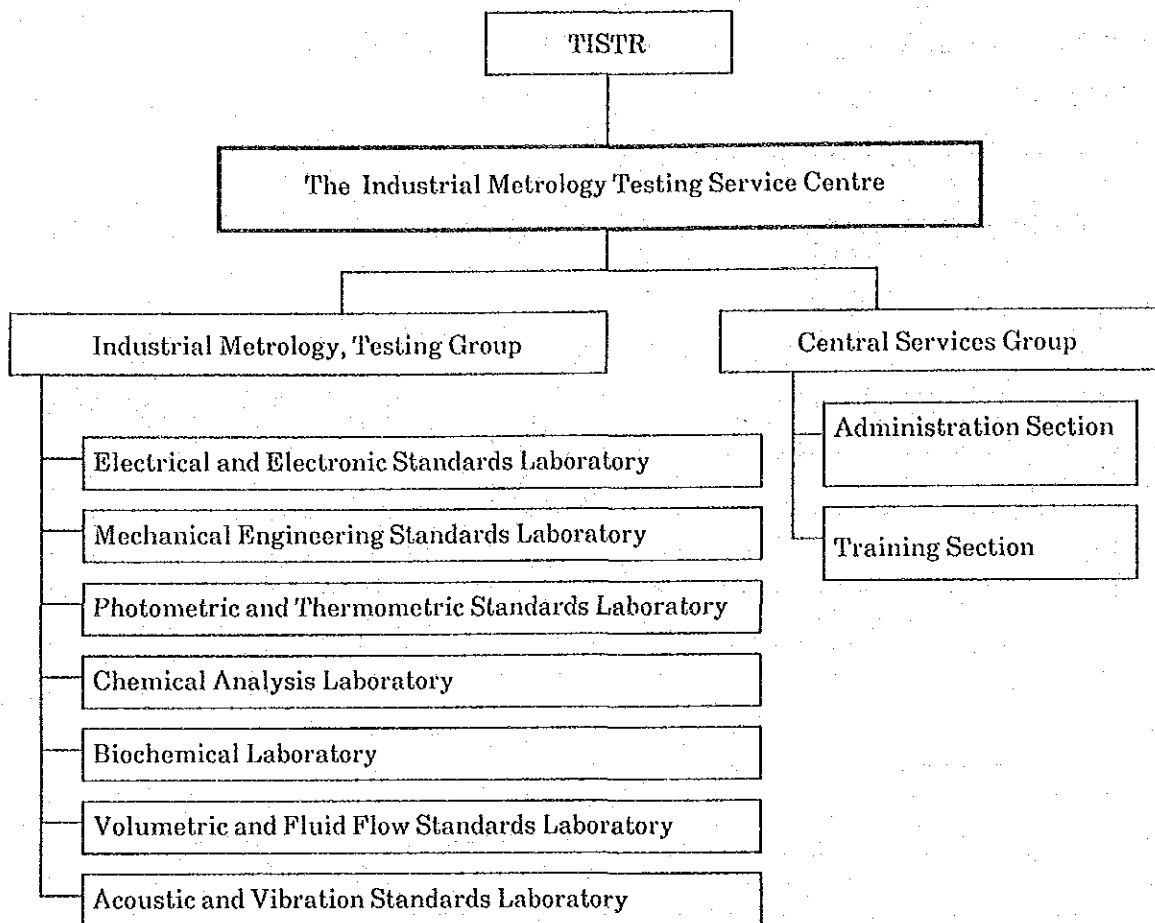 TISTR
The Industrial Metrology Testing Service Centre
Industrial Metrology, Testing Group
Central Services Group
Electrical and Electronic Standards Laboratory
Mechanical Engineering Standards Laboratory
Photometric and Thermometric Standards Laboratory
Chemical Analysis Laboratory
Biochemical Laboratory
Volumetric and Fluid Flow Standards Laboratory
Acoustic and Vibration Standards Laboratory
Administration Section
Training Section